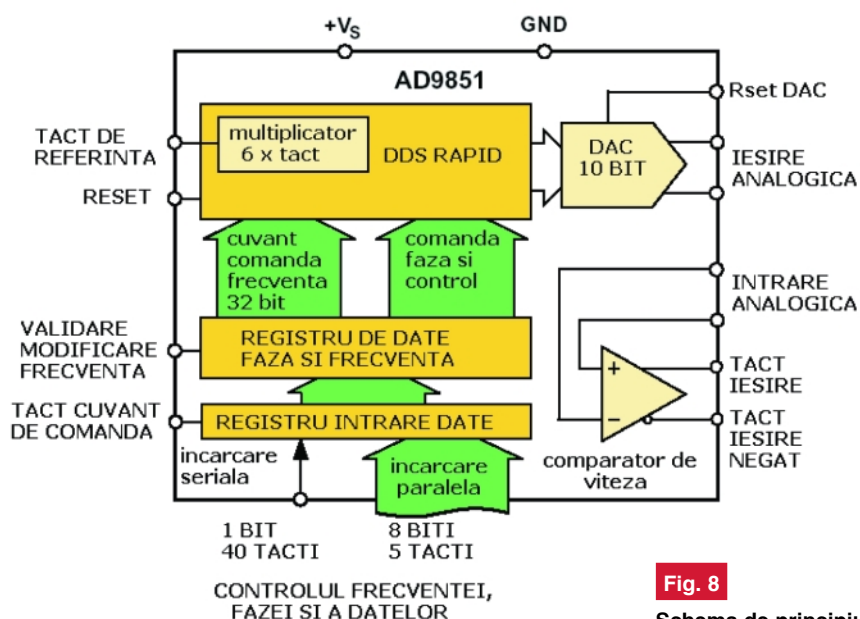 +VS
GND
AD9851
Rset DAC
TACT DE
REFERINTA
multiplicator
6 x tact
DDS RAPID
DAC
10 BIT
IESIRE
ANALOGICA
RESET
cuvant
comanda
frecventa
32 bit
comanda
faza si
control
INTRARE
ANALOGICA
VALIDARE
MODIFICARE
FRECVENTA
REGISTRU DE DATE
FAZA SI FRECVENTA
+
−
TACT
IESIRE
TACT
IESIRE
NEGAT
TACT CUVANT
DE COMANDA
REGISTRU INTRARE DATE
incarcare
seriala
incarcare
paralela
comparator de
viteza
1 BIT
40 TACTI
8 BITI
5 TACTI
CONTROLUL FRECVENTEI,
FAZEI SI A DATELOR
Fig. 8